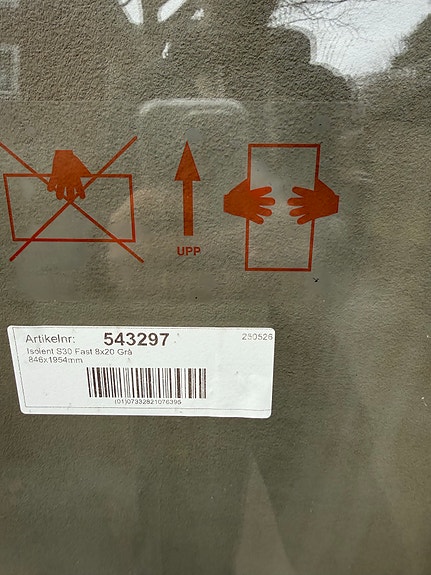 UPP
Artikelnr: 543297 250526
Isolent S30 Fast 8x20 Grå
846x1954mm
(01)07332821076395